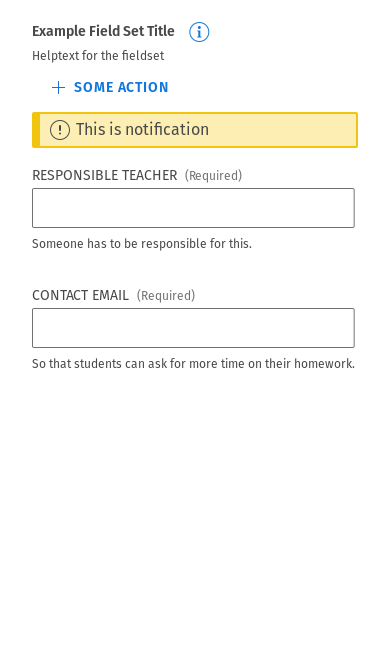 Example Field Set Title
Helptext for the fieldset
SOME ACTION
This is notification
RESPONSIBLE TEACHER (Required)
Someone has to be responsible for this.
CONTACT EMAIL (Required)
So that students can ask for more time on their homework.